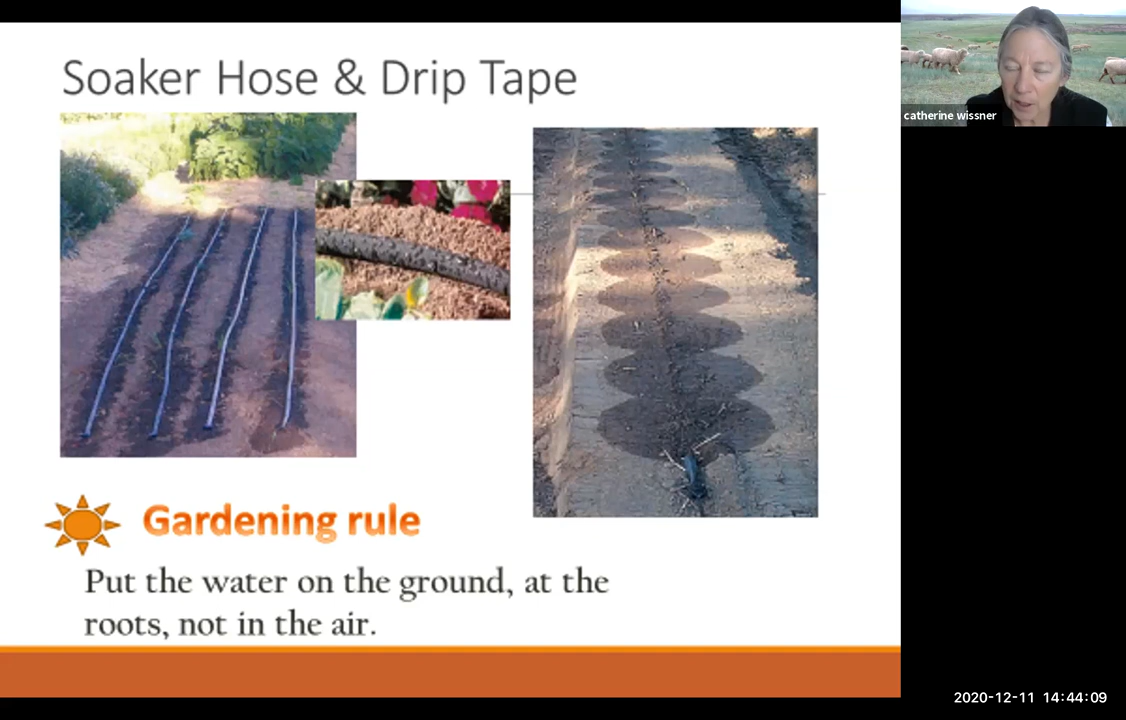 Soaker Hose & Drip Tape
catherine wissner
Gardening rule
Put the water on the ground, at the
roots, not in the air.
2020-12-11 14:44:09